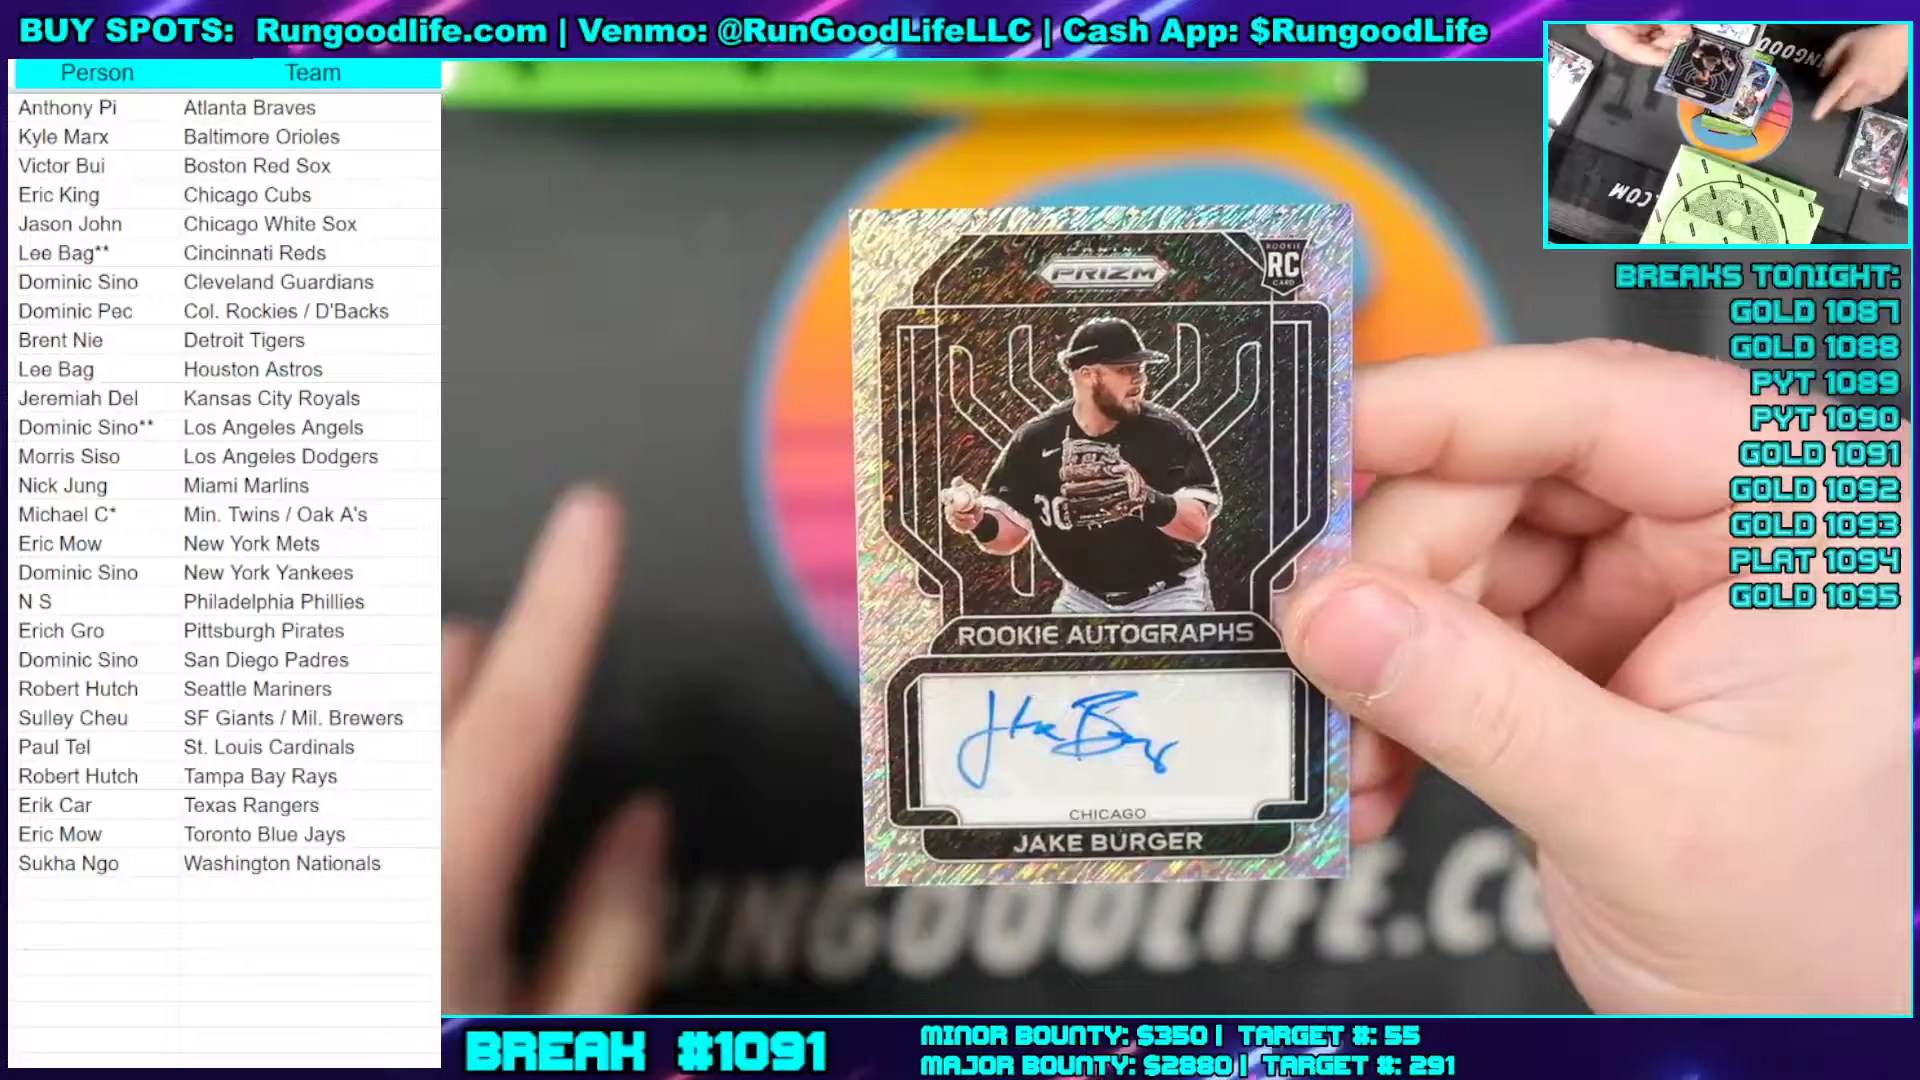 BUY SPOTS: Rungoodlife.com | Venmo: @RunGoodLifeLLC | Cash App: $RungoodLife
Person Team
Anthony Pi Atlanta Braves
Kyle Marx Baltimore Orioles
Victor Bui Boston Red Sox
Eric King Chicago Cubs
Jason John Chicago White Sox
Lee Bag** Cincinnati Reds
Dominic Sino Cleveland Guardians
Dominic Pec Col. Rockies / D'Backs
Brent Nie Detroit Tigers
Lee Bag Houston Astros
Jeremiah Del Kansas City Royals
Dominic Sino** Los Angeles Angels
Morris Siso Los Angeles Dodgers
Nick Jung Miami Marlins
Michael C* Min. Twins / Oak A's
Eric Mow New York Mets
Dominic Sino New York Yankees
N S Philadelphia Phillies
Erich Gro Pittsburgh Pirates
Dominic Sino San Diego Padres
Robert Hutch Seattle Mariners
Sulley Cheu SF Giants / Mil. Brewers
Paul Tel St. Louis Cardinals
Robert Hutch Tampa Bay Rays
Erik Car Texas Rangers
Eric Mow Toronto Blue Jays
Sukha Ngo Washington Nationals
PANINI
PRIZM
ROOKIE
RC
CARD
30
ROOKIE AUTOGRAPHS
CHICAGO
JAKE BURGER
UNGOODLIFE.CO
.COM
BREAKS TONIGHT:
GOLD 1087
GOLD 1088
PYT 1089
PYT 1090
GOLD 1091
GOLD 1092
GOLD 1093
PLAT 1094
GOLD 1095
BREAK #1091
MINOR BOUNTY: $350 | TARGET #: 55
MAJOR BOUNTY: $2880 | TARGET #: 291